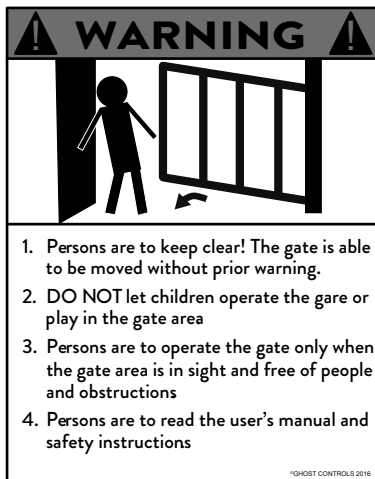 WARNING
1. Persons are to keep clear! The gate is able
to be moved without prior warning.
2. DO NOT let children operate the gare or
play in the gate area
3. Persons are to operate the gate only when
the gate area is in sight and free of people
and obstructions
4. Persons are to read the user's manual and
safety instructions
©GHOST CONTROLS 2016